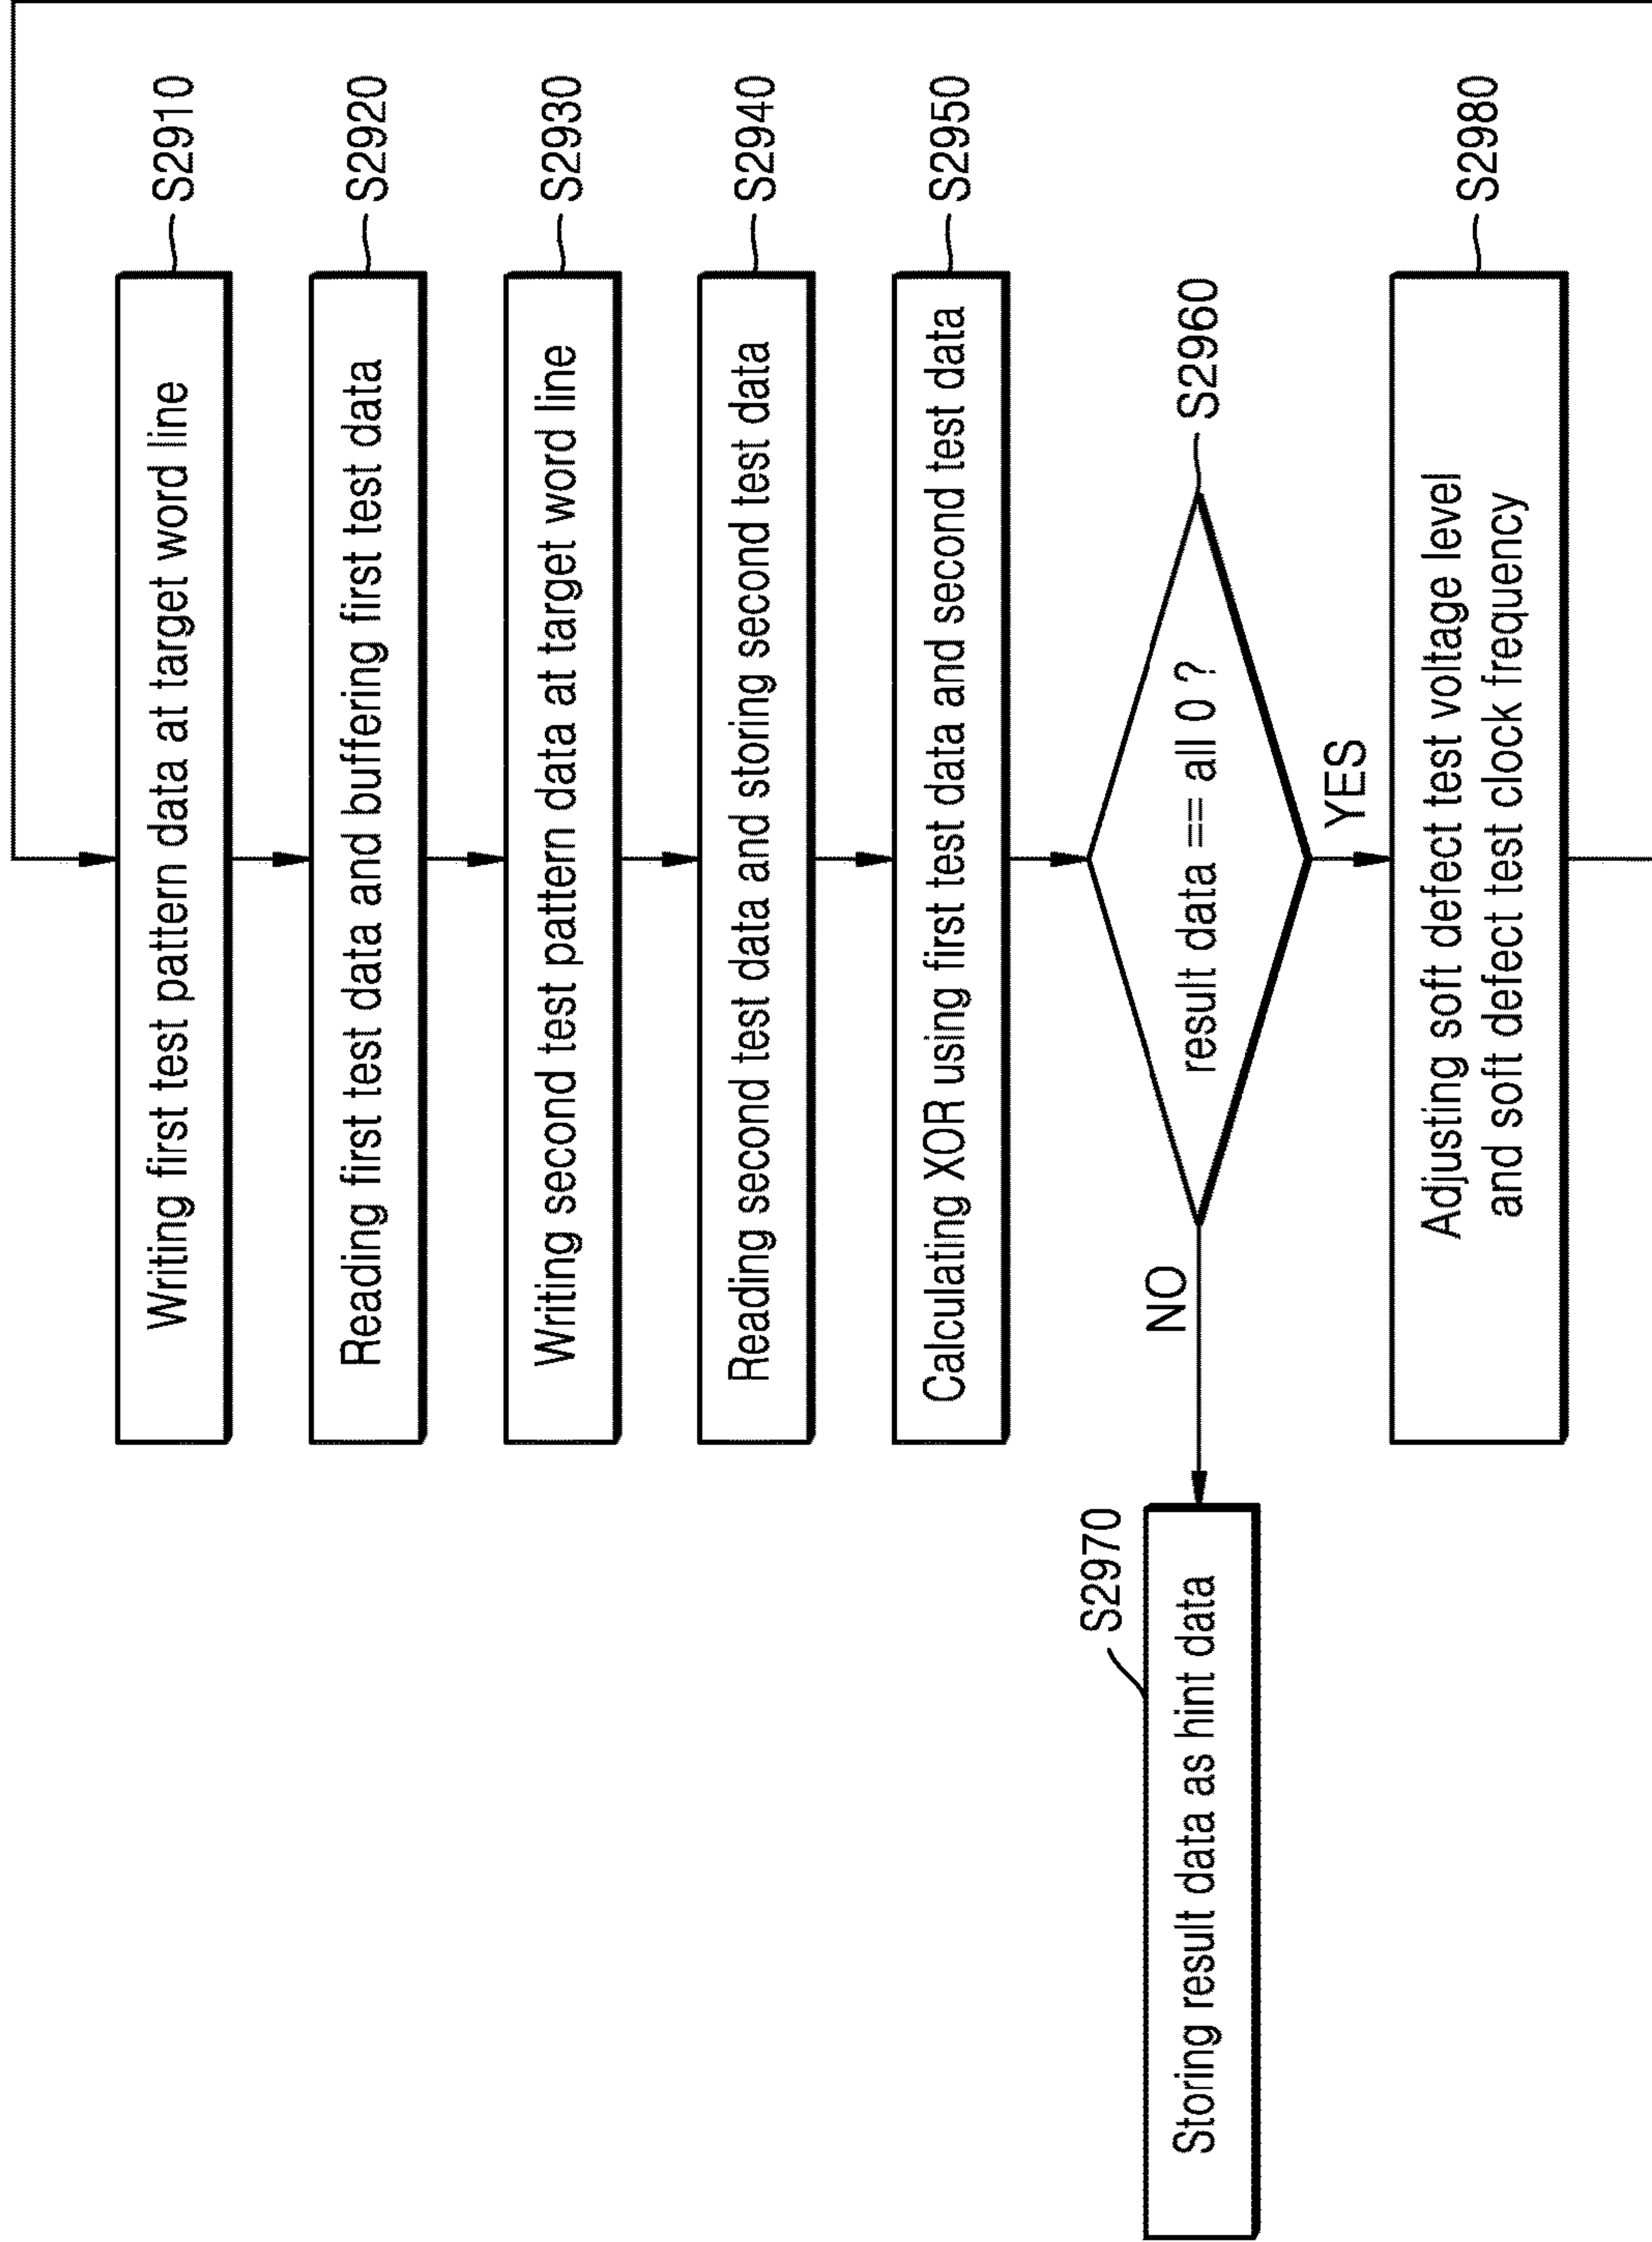 Writing first test pattern data at target word line
S2910
Reading first test data and buffering first test data
S2920
Writing second test pattern data at target word line
S2930
Reading second test data and storing second test data
S2940
Calculating XOR using first test data and second test data
S2950
result data == all 0 ?
S2960
NO
S2970
Storing result data as hint data
YES
Adjusting soft defect test voltage level
and soft defect test clock frequency
S2980